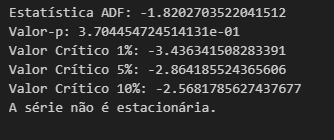 Estatística ADF: -1.8202703522041512
Valor-p: 3.704454724514131e-01
Valor Crítico 1%: -3.436341508283391
Valor Crítico 5%: -2.864185524365606
Valor Crítico 10%: -2.5681785627437677
A série não é estacionária.